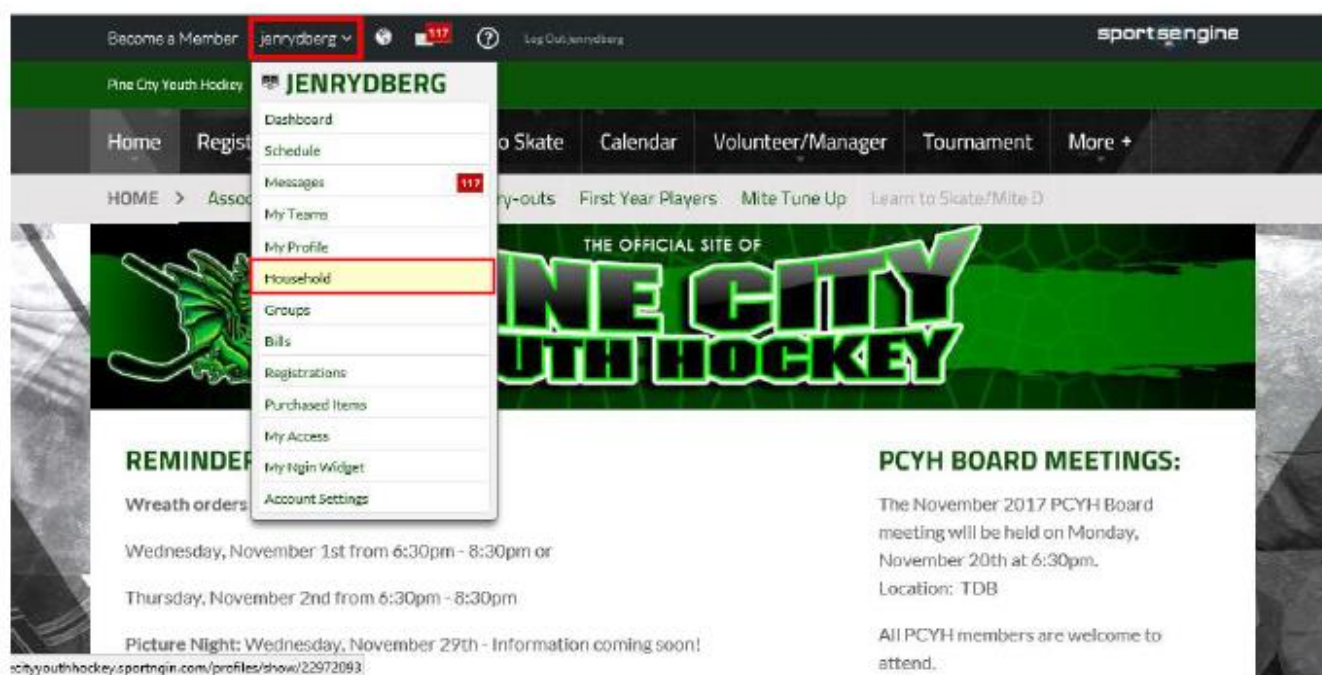 Become a Member jenrydberg 117 ? Log Out jenrydberg sportsengine
Pine City Youth Hockey JENRYDBERG
Dashboard
Home Regist o Skate Calendar Volunteer/Manager Tournament More +
Schedule
Messages 117
HOME > Assoc ry-outs First Year Players Mite Tune Up Learn to Skate/Mite D
My Teams
My Profile
THE OFFICIAL SITE OF
Household
INE CITY
Groups
Bills
UTH HOCKEY
Registrations
Purchased Items
My Access
My Ngin Widget
Account Settings
REMINDER
Wreath orders
Wednesday, November 1st from 6:30pm - 8:30pm or
Thursday, November 2nd from 6:30pm - 8:30pm
Picture Night: Wednesday, November 29th - Information coming soon!
PCYH BOARD MEETINGS:
The November 2017 PCYH Board
meeting will be held on Monday,
November 20th at 6:30pm.
Location: TDB
All PCYH members are welcome to
attend.
ecityyouthhockey.sportngin.com/profiles/show/22972093